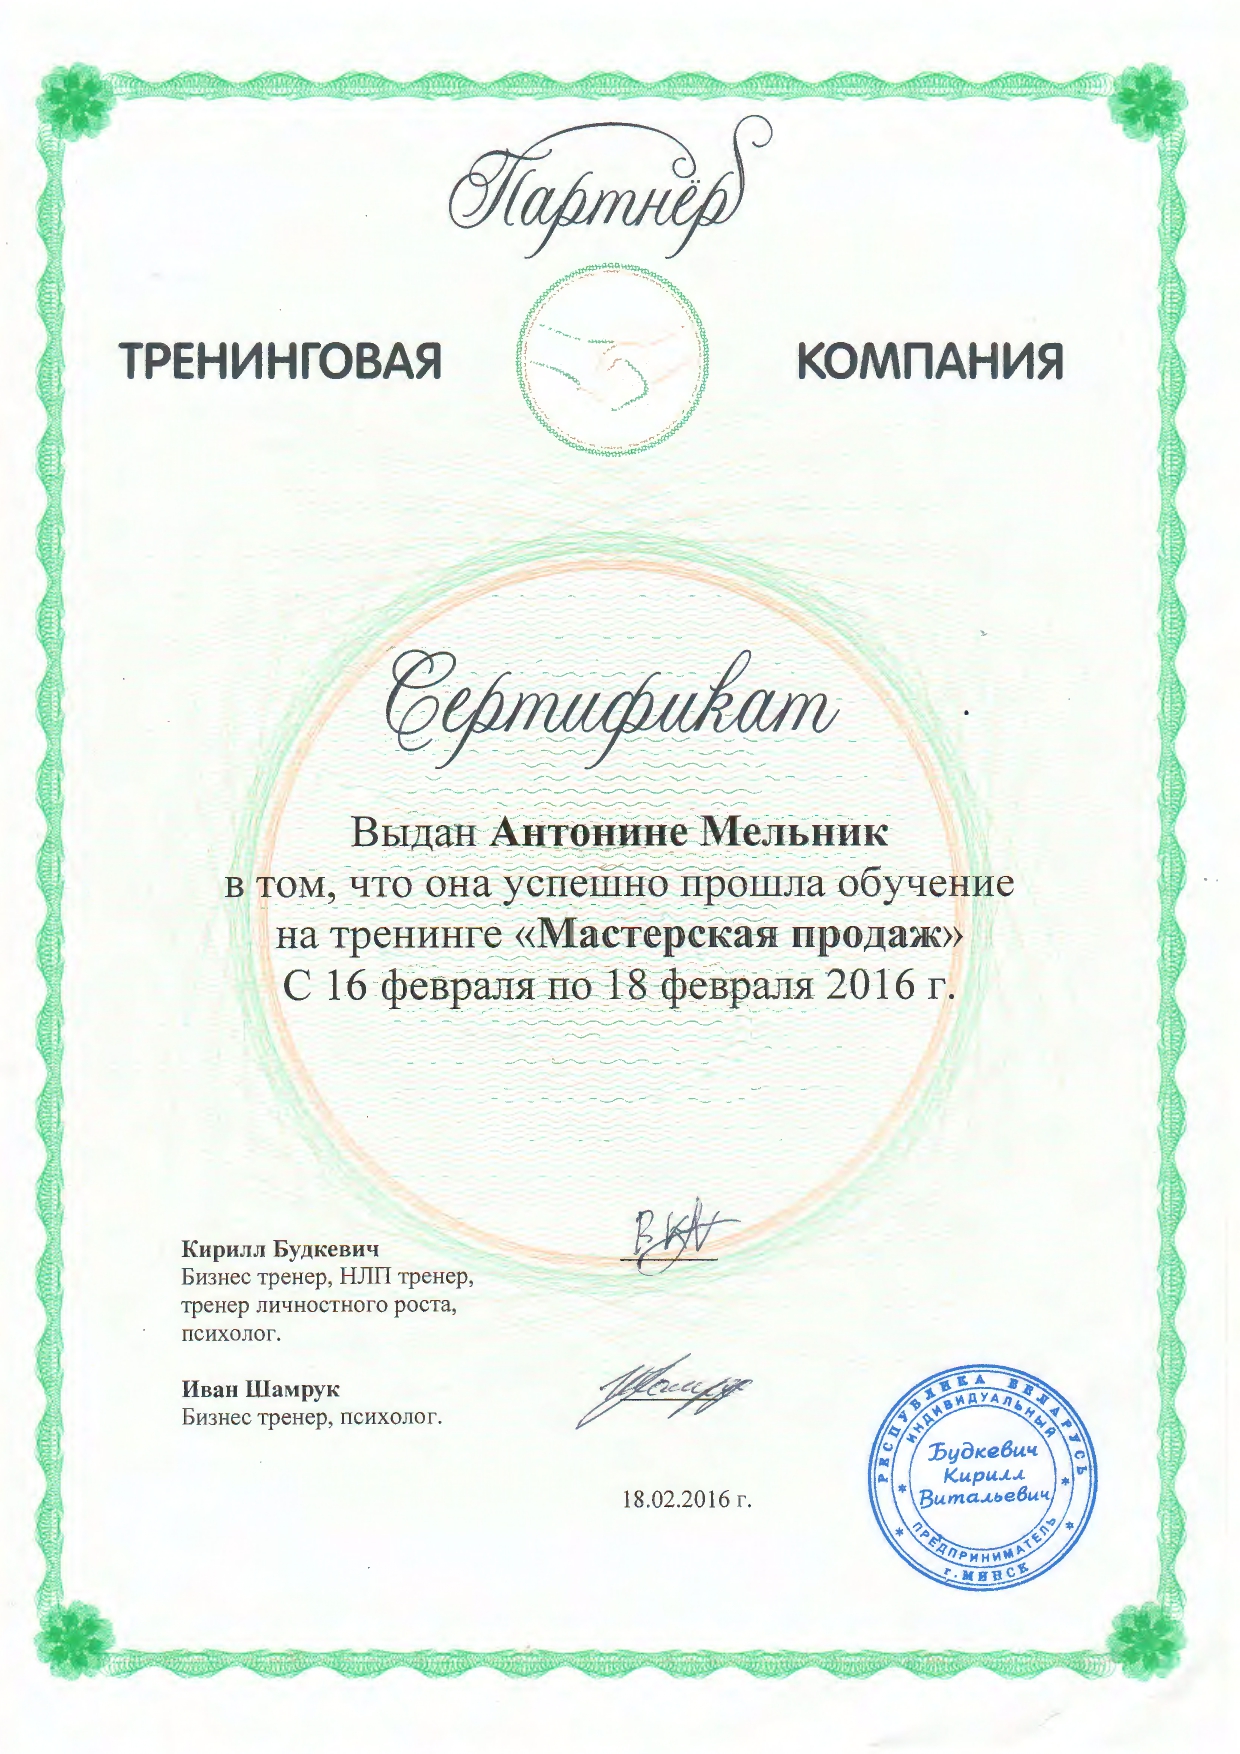 Партнёр
ТРЕНИНГОВАЯ КОМПАНИЯ
Сертификат
Выдан Антонине Мельник
в том, что она успешно прошла обучение
на тренинге «Мастерская продаж»
С 16 февраля по 18 февраля 2016 г.
Кирилл Будкевич
Бизнес тренер, НЛП тренер,
тренер личностного роста,
психолог.
Иван Шамрук
Бизнес тренер, психолог.
18.02.2016 г.
РЕСПУБЛИКА БЕЛАРУСЬ
ИНДИВИДУАЛЬНЫЙ
Будкевич
Кирилл
Витальевич
ПРЕДПРИНИМАТЕЛЬ
г. МИНСК